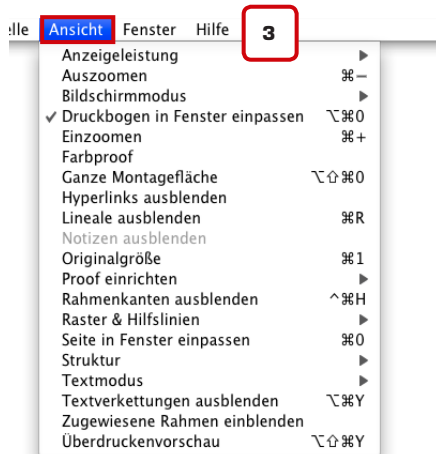 elle Ansicht Fenster Hilfe 3
Anzeigeleistung ▶
Auszoomen ⌘−
Bildschirmmodus ▶
✓ Druckbogen in Fenster einpassen ⌥⌘0
Einzoomen ⌘+
Farbproof
Ganze Montagefläche ⌥⇧⌘0
Hyperlinks ausblenden
Lineale ausblenden ⌘R
Notizen ausblenden
Originalgröße ⌘1
Proof einrichten ▶
Rahmenkanten ausblenden ^⌘H
Raster & Hilfslinien ▶
Seite in Fenster einpassen ⌘0
Struktur ▶
Textmodus ▶
Textverkettungen ausblenden ⌥⌘Y
Zugewiesene Rahmen einblenden
Überdruckenvorschau ⌥⇧⌘Y